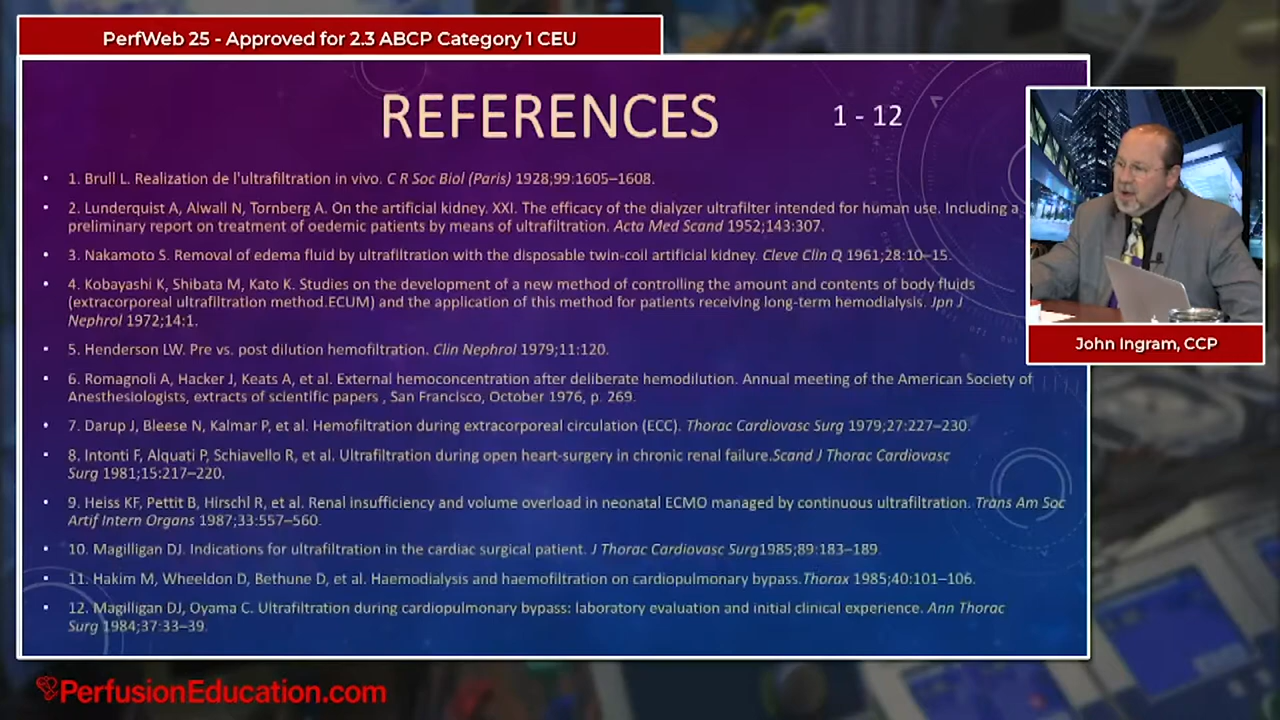 PerfWeb 25 - Approved for 2.3 ABCP Category 1 CEU
REFERENCES
1 - 12
• 1. Brull L. Realization de l'ultrafiltration in vivo. C R Soc Biol (Paris) 1928;99:1605–1608.
• 2. Lunderquist A, Alwall N, Tornberg A. On the artificial kidney. XXI. The efficacy of the dialyzer ultrafilter intended for human use. Including a
preliminary report on treatment of oedemic patients by means of ultrafiltration. Acta Med Scand 1952;143:307.
• 3. Nakamoto S. Removal of edema fluid by ultrafiltration with the disposable twin-coil artificial kidney. Cleve Clin Q 1961;28:10–15.
• 4. Kobayashi K, Shibata M, Kato K. Studies on the development of a new method of controlling the amount and contents of body fluids
(extracorporeal ultrafiltration method.ECUM) and the application of this method for patients receiving long-term hemodialysis. Jpn J
Nephrol 1972;14:1.
• 5. Henderson LW. Pre vs. post dilution hemofiltration. Clin Nephrol 1979;11:120.
• 6. Romagnoli A, Hacker J, Keats A, et al. External hemoconcentration after deliberate hemodilution. Annual meeting of the American Society of
Anesthesiologists, extracts of scientific papers , San Francisco, October 1976, p. 269.
• 7. Darup J, Bleese N, Kalmar P, et al. Hemofiltration during extracorporeal circulation (ECC). Thorac Cardiovasc Surg 1979;27:227–230.
• 8. Intonti F, Alquati P, Schiavello R, et al. Ultrafiltration during open heart-surgery in chronic renal failure.Scand J Thorac Cardiovasc
Surg 1981;15:217–220.
• 9. Heiss KF, Pettit B, Hirschl R, et al. Renal insufficiency and volume overload in neonatal ECMO managed by continuous ultrafiltration. Trans Am Soc
Artif Intern Organs 1987;33:557–560.
• 10. Magilligan DJ. Indications for ultrafiltration in the cardiac surgical patient. J Thorac Cardiovasc Surg1985;89:183–189.
• 11. Hakim M, Wheeldon D, Bethune D, et al. Haemodialysis and haemofiltration on cardiopulmonary bypass.Thorax 1985;40:101–106.
• 12. Magilligan DJ, Oyama C. Ultrafiltration during cardiopulmonary bypass: laboratory evaluation and initial clinical experience. Ann Thorac
Surg 1984;37:33–39.
John Ingram, CCP
PerfusionEducation.com